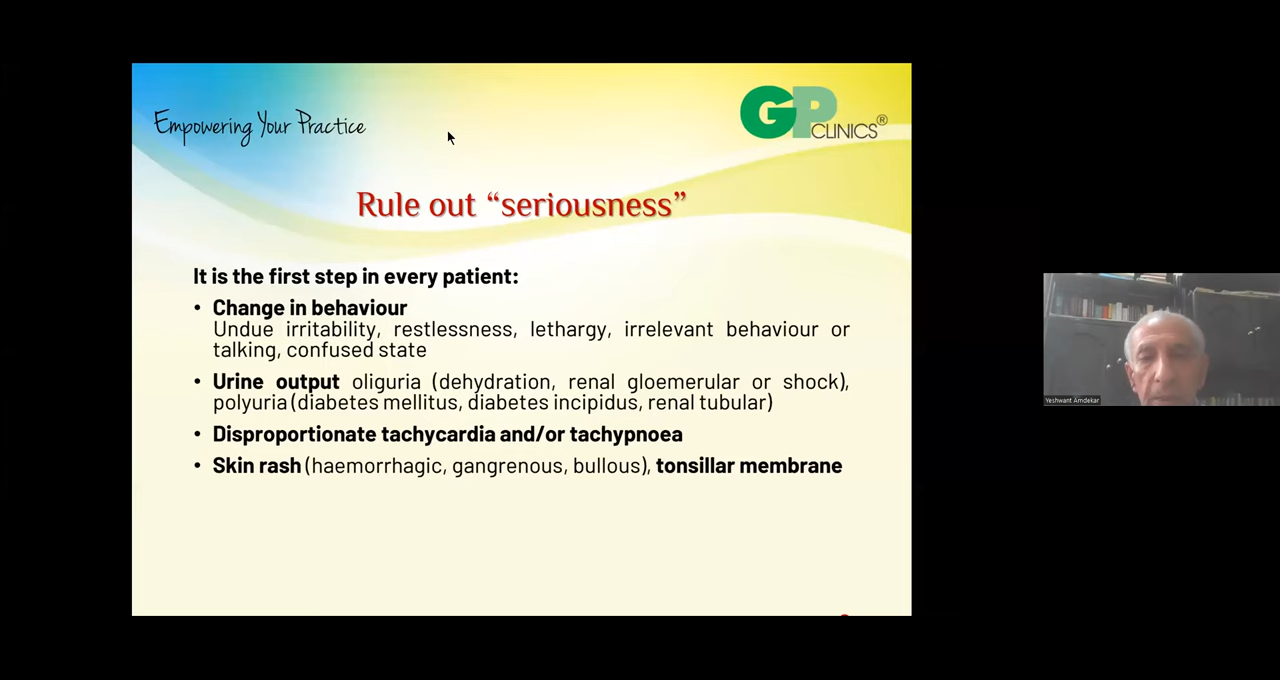 Empowering Your Practice
GP CLINICS®
Rule out “seriousness”
It is the first step in every patient:
• Change in behaviour
Undue irritability, restlessness, lethargy, irrelevant behaviour or
talking, confused state
• Urine output oliguria (dehydration, renal gloemerular or shock),
polyuria (diabetes mellitus, diabetes incipidus, renal tubular)
• Disproportionate tachycardia and/or tachypnoea
• Skin rash (haemorrhagic, gangrenous, bullous), tonsillar membrane
Yeshwant Amdekar